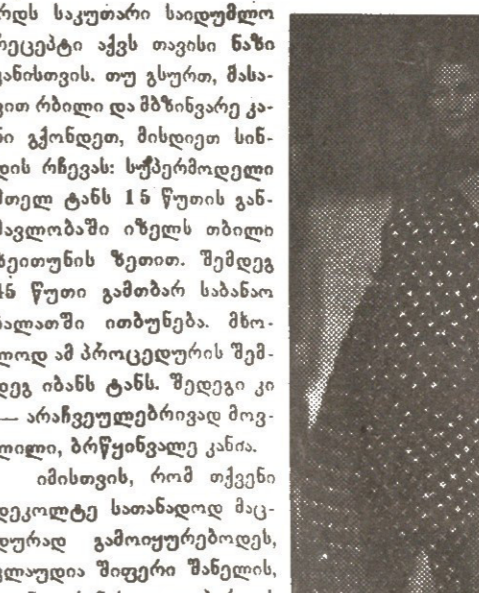 საკუთარი საიდუმლო
რეცეპტი აქვს თავისი ნაზი
კანისთვის. თუ გსურთ, მასა-
ვით რბილი და მბზინვარე კა-
ნი გქონდეთ, მისდიეთ სინ-
დის რჩევას: სუპერმოდელი
მთელ ტანს 15 წუთის გან-
მავლობაში იზელს თბილი
ზეითუნის ზეთით. შემდეგ
45 წუთი გამთბარ საბანაო
ხალათში ითბუნება. მხო-
ლოდ ამ პროცედურის შემ-
დეგ იბანს ტანს. შედეგი კი
— არაჩვეულებრივად მოვ-
ლილი, ბრწყინვალე კანია.
იმისთვის, რომ თქვენი
დეკოლტე სათანადოდ მაც-
დურად გამოიყურებოდეს,
კლაუდია შიფერი შანელის,